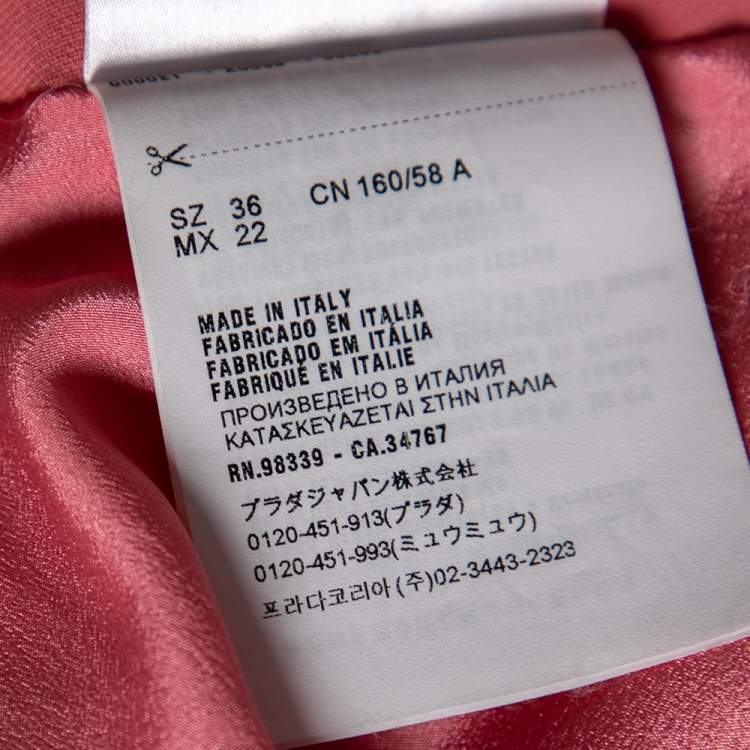 SZ 36 CN 160/58 A
MX 22
MADE IN ITALY
FABRICADO EN ITALIA
FABRICADO EM ITÁLIA
FABRIQUÉ EN ITALIE
ПРОИЗВЕДЕНО В ИТАЛИЯ
ΚΑΤΑΣΚΕΥΑΖΕΤΑΙ ΣΤΗΝ ΙΤΑΛΙΑ
RN.98339 - CA.34767
プラダジャパン株式会社
0120-451-913(プラダ)
0120-451-993(ミュウミュウ)
프라다코리아(주)02-3443-2323